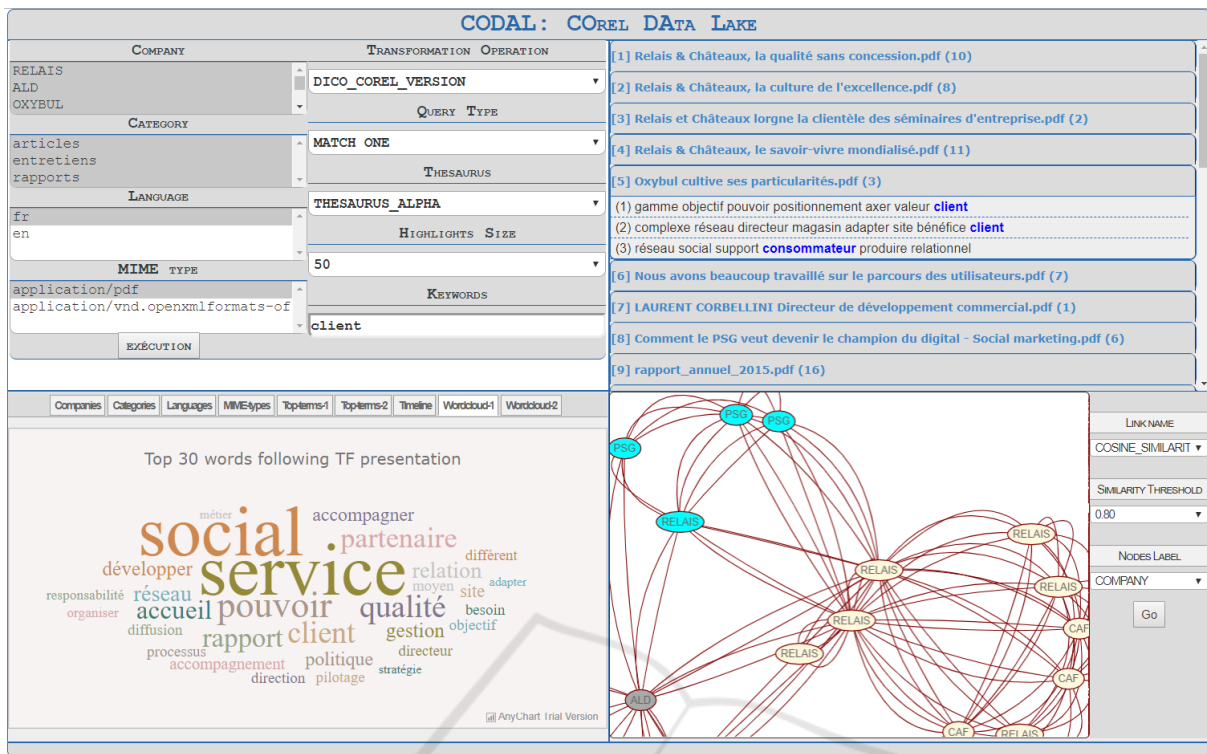 CODAL: COREL DATA LAKE
COMPANY
RELAIS
ALD
OXYBUL
CATEGORY
articles
entretiens
rapports
LANGUAGE
fr
en
MIME TYPE
application/pdf
application/vnd.openxmlformats-of
EXÉCUTION
TRANSFORMATION OPERATION
DICO_COREL_VERSION
QUERY TYPE
MATCH ONE
THESAURUS
THESAURUS_ALPHA
HIGHLIGHTS SIZE
50
KEYWORDS
client
[1] Relais & Châteaux, la qualité sans concession.pdf (10)
[2] Relais & Châteaux, la culture de l'excellence.pdf (8)
[3] Relais et Châteaux lorgne la clientèle des séminaires d'entreprise.pdf (2)
[4] Relais & Châteaux, le savoir-vivre mondialisé.pdf (11)
[5] Oxybul cultive ses particularités.pdf (3)
(1) gamme objectif pouvoir positionnement axer valeur client
(2) complexe réseau directeur magasin adapter site bénéfice client
(3) réseau social support consommateur produire relationnel
[6] Nous avons beaucoup travaillé sur le parcours des utilisateurs.pdf (7)
[7] LAURENT CORBELLINI Directeur de développement commercial.pdf (1)
[8] Comment le PSG veut devenir le champion du digital - Social marketing.pdf (6)
[9] rapport_annuel_2015.pdf (16)
Companies Categories Languages MIME-types Top-terms-1 Top-terms-2 Timeline Wordcloud-1 Wordcloud-2
Top 30 words following TF presentation
métier
accompagner
social .
partenaire
différent
développer
service
relation
adapter
moyen
site
responsabilité
réseau
organiser
accueil
pouvoir
qualité
besoin
objectif
diffusion
rapport
client
gestion
processus
directeur
accompagnement
politique
stratégie
direction
pilotage
AnyChart Trial Version
PSG
PSG
PSG
RELAIS
RELAIS
RELAIS
RELAIS
RELAIS
CAF
RELAIS
CAF
ALD
CAF
RELAIS
LINK NAME
COSINE_SIMILARIT
SIMILARITY THRESHOLD
0.80
NODES LABEL
COMPANY
Go